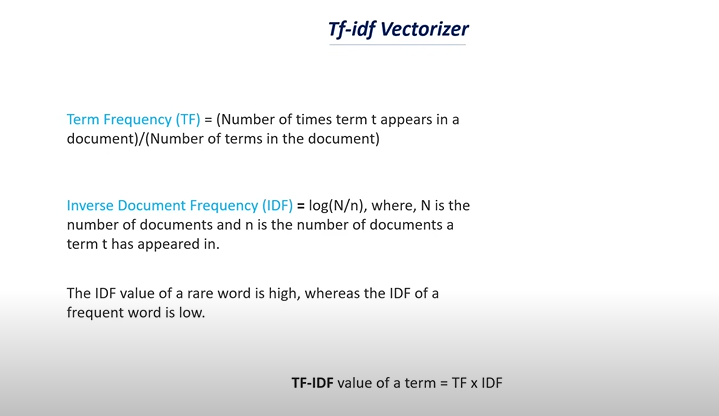 Tf-idf Vectorizer
Term Frequency (TF) = (Number of times term t appears in a
document)/(Number of terms in the document)
Inverse Document Frequency (IDF) = log(N/n), where, N is the
number of documents and n is the number of documents a
term t has appeared in.
The IDF value of a rare word is high, whereas the IDF of a
frequent word is low.
TF-IDF value of a term = TF x IDF